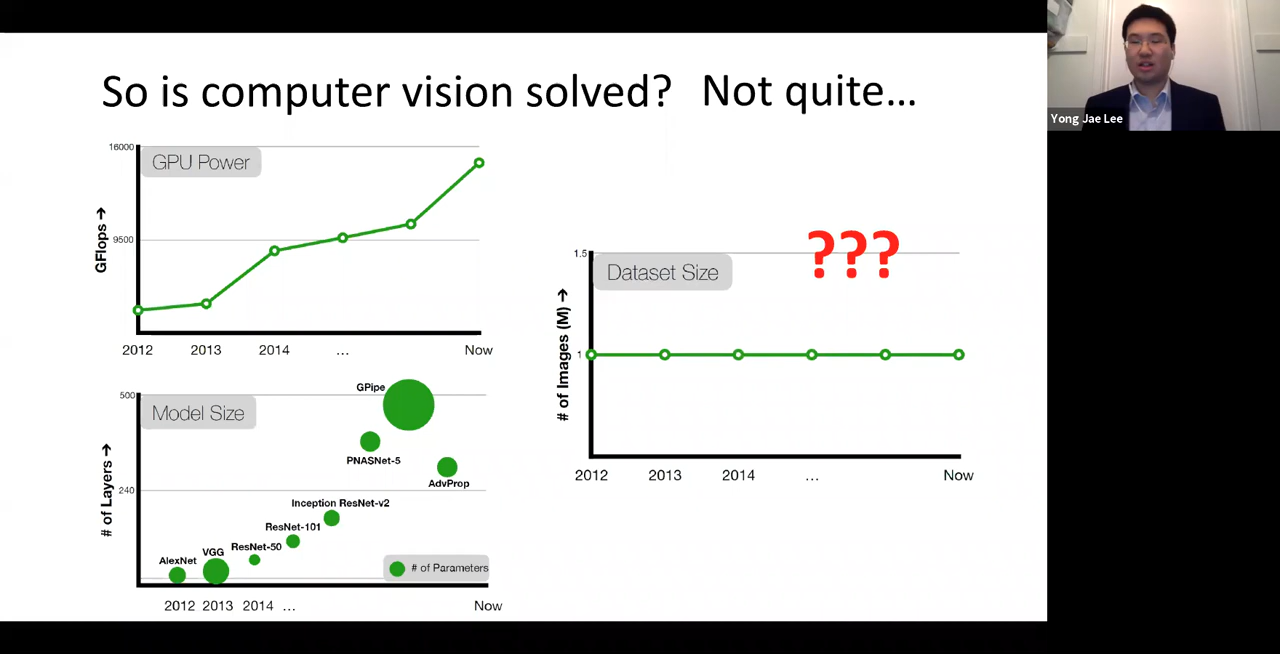 So is computer vision solved? Not quite...
Yong Jae Lee
GPU Power
16000
9500
GFlops →
2012 2013 2014 ... Now
Dataset Size
???
1.5
1
# of Images (M) →
2012 2013 2014 ... Now
Model Size
500
240
# of Layers →
GPipe
PNASNet-5
AdvProp
Inception ResNet-v2
ResNet-101
ResNet-50
VGG
AlexNet
# of Parameters
2012 2013 2014 ... Now